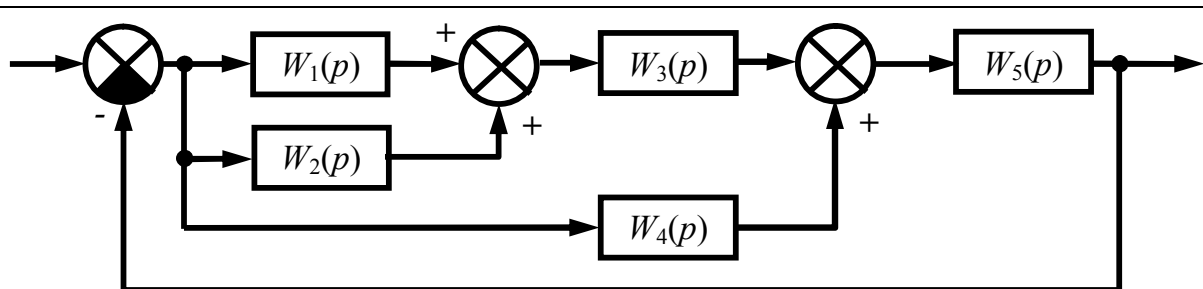 +
W₁(p)
W₃(p)
W₅(p)
-
+
+
W₂(p)
W₄(p)